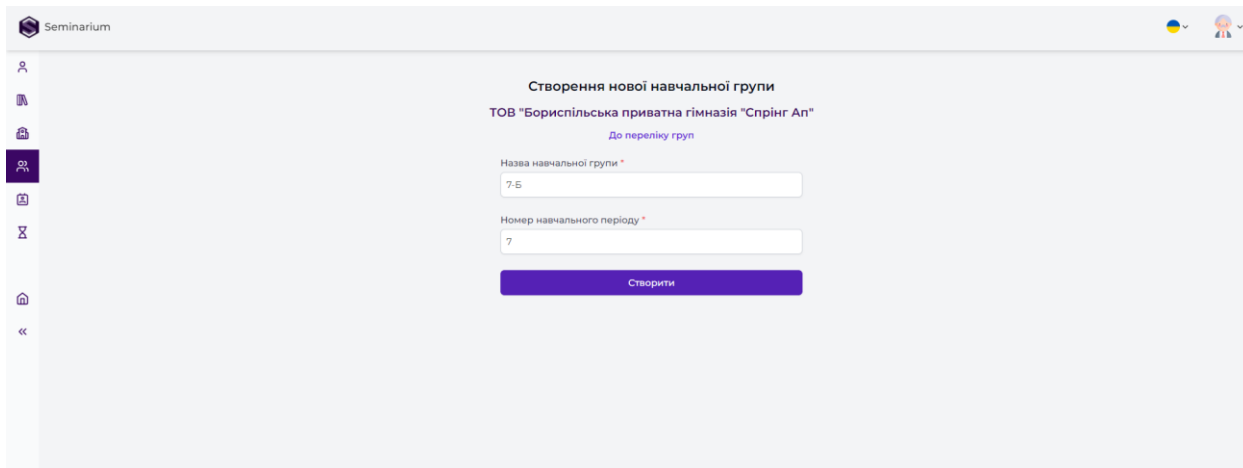 Seminarium
Створення нової навчальної групи
ТОВ "Бориспільська приватна гімназія "Спрінг Ап"
До переліку груп
Назва навчальної групи *
7-Б
Номер навчального періоду *
7
Створити